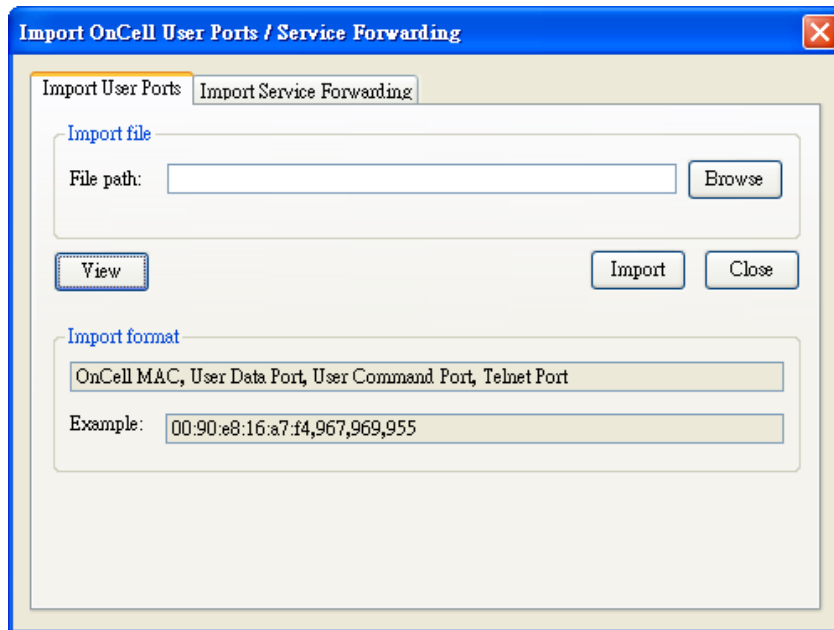 Import OnCell User Ports / Service Forwarding
Import User Ports
Import Service Forwarding
Import file
File path:
Browse
View
Import
Close
Import format
OnCell MAC, User Data Port, User Command Port, Telnet Port
Example:
00:90:e8:16:a7:f4,967,969,955